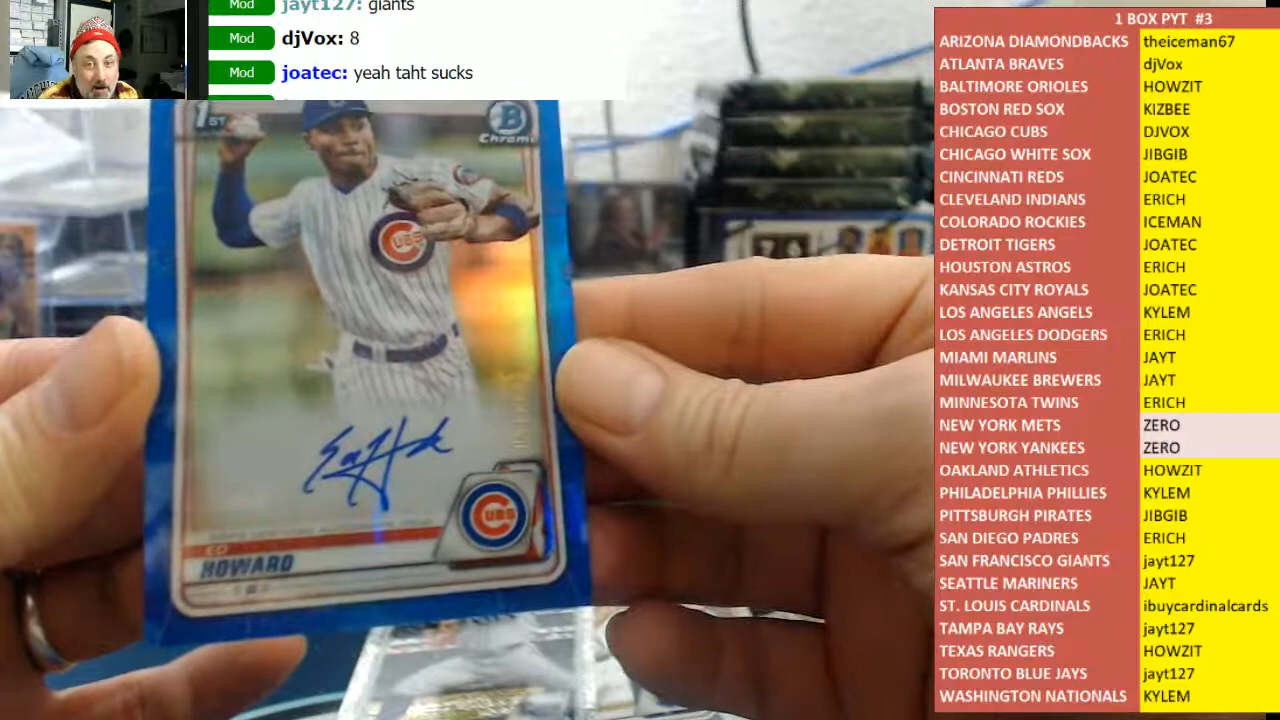 Mod jayt127: giants
Mod djVox: 8
Mod joatec: yeah taht sucks
1 BOX PYT #3
ARIZONA DIAMONDBACKS theiceman67
ATLANTA BRAVES djVox
BALTIMORE ORIOLES HOWZIT
BOSTON RED SOX KIZBEE
CHICAGO CUBS DJVOX
CHICAGO WHITE SOX JIBGIB
CINCINNATI REDS JOATEC
CLEVELAND INDIANS ERICH
COLORADO ROCKIES ICEMAN
DETROIT TIGERS JOATEC
HOUSTON ASTROS ERICH
KANSAS CITY ROYALS JOATEC
LOS ANGELES ANGELS KYLEM
LOS ANGELES DODGERS ERICH
MIAMI MARLINS JAYT
MILWAUKEE BREWERS JAYT
MINNESOTA TWINS ERICH
NEW YORK METS ZERO
NEW YORK YANKEES ZERO
OAKLAND ATHLETICS HOWZIT
PHILADELPHIA PHILLIES KYLEM
PITTSBURGH PIRATES JIBGIB
SAN DIEGO PADRES ERICH
SAN FRANCISCO GIANTS jayt127
SEATTLE MARINERS JAYT
ST. LOUIS CARDINALS ibuycardinalcards
TAMPA BAY RAYS jayt127
TEXAS RANGERS HOWZIT
TORONTO BLUE JAYS jayt127
WASHINGTON NATIONALS KYLEM
1ST
B
Chrome
CUBS
CUBS
ED
HOWARD